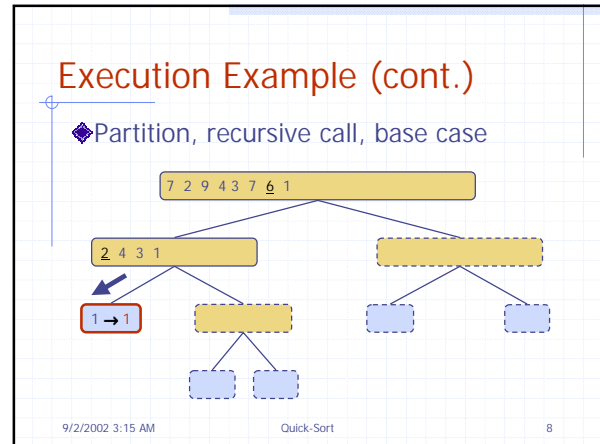 Execution Example (cont.)
Partition, recursive call, base case
7 2 9 4 3 7 6 1
2 4 3 1
1 → 1
9/2/2002 3:15 AM Quick-Sort 8